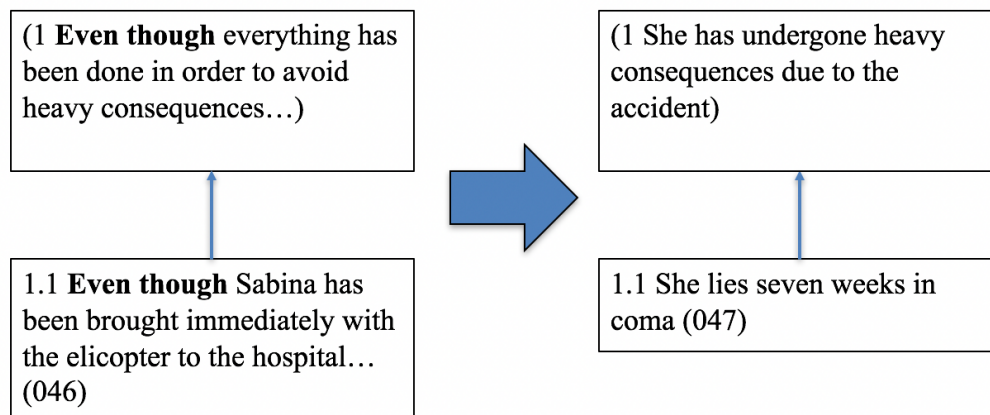 (1 Even though everything has
been done in order to avoid
heavy consequences…)
(1 She has undergone heavy
consequences due to the
accident)
1.1 Even though Sabina has
been brought immediately with
the elicopter to the hospital…
(046)
1.1 She lies seven weeks in
coma (047)